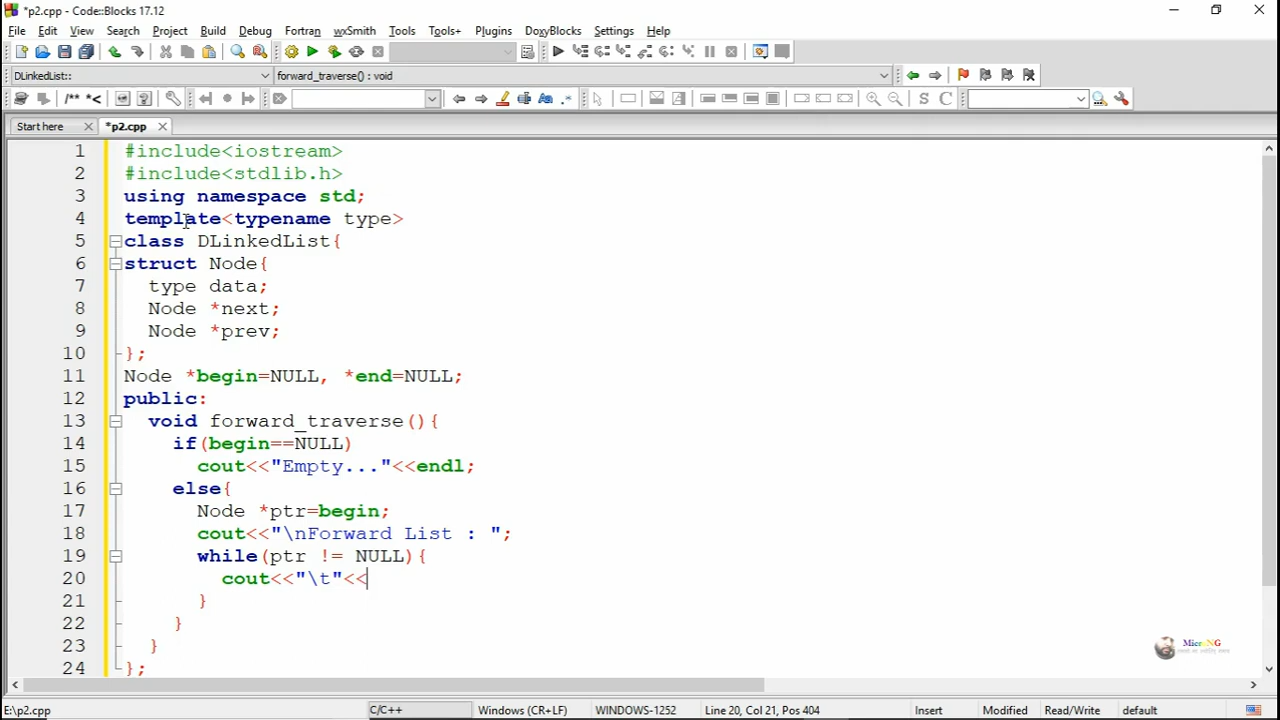 *p2.cpp - Code::Blocks 17.12
File Edit View Search Project Build Debug Fortran wxSmith Tools Tools+ Plugins DoxyBlocks Settings Help
DLinkedList:: forward_traverse() : void
/** *<
S C
Start here *p2.cpp
1 #include<iostream>
2 #include<stdlib.h>
3 using namespace std;
4 template<typename type>
5 class DLinkedList{
6 struct Node{
7 type data;
8 Node *next;
9 Node *prev;
10 };
11 Node *begin=NULL, *end=NULL;
12 public:
13 void forward_traverse(){
14 if(begin==NULL)
15 cout<<"Empty..."<<endl;
16 else{
17 Node *ptr=begin;
18 cout<<"\nForward List : ";
19 while(ptr != NULL){
20 cout<<"\t"<<
21 }
22 }
23 }
24 };
E:\p2.cpp C/C++ Windows (CR+LF) WINDOWS-1252 Line 20, Col 21, Pos 404 Insert Modified Read/Write default